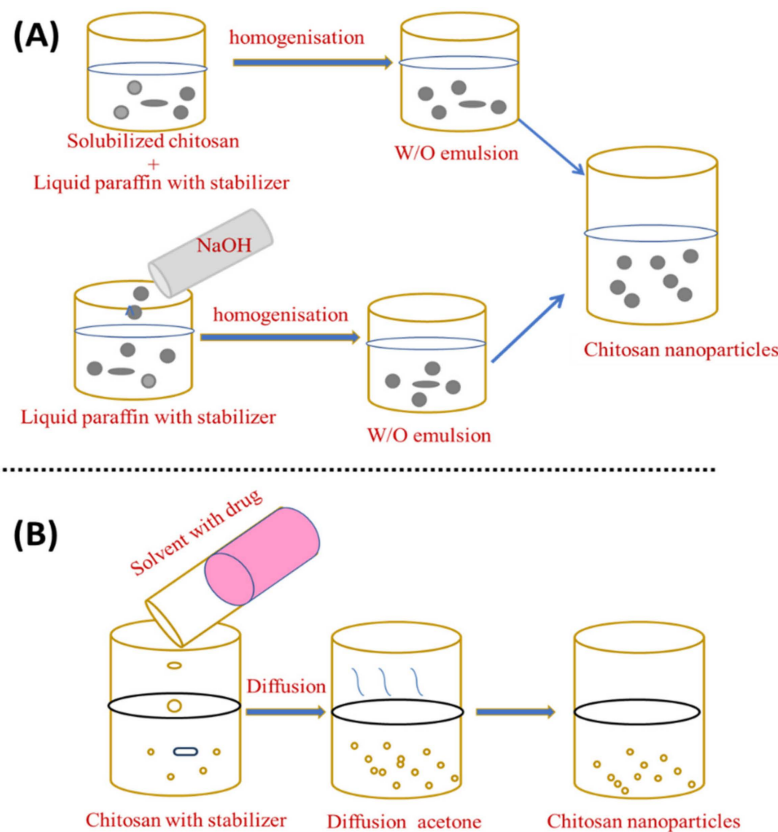 (A)
homogenisation
Solubilized chitosan
+
Liquid paraffin with stabilizer
W/O emulsion
NaOH
homogenisation
Liquid paraffin with stabilizer
W/O emulsion
Chitosan nanoparticles
(B)
Solvent with drug
Diffusion
Chitosan with stabilizer
Diffusion acetone
Chitosan nanoparticles